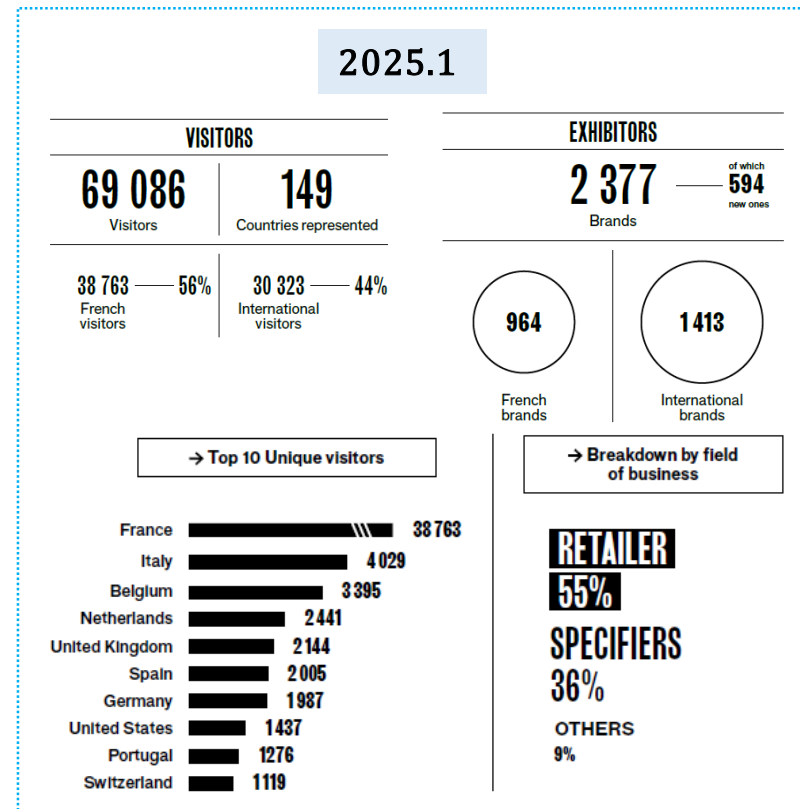 2025.1
VISITORS
69 086
Visitors
149
Countries represented
38 763
56%
French
visitors
30 323
44%
International
visitors
EXHIBITORS
2 377
Brands
of which
594
new ones
964
French
brands
1 413
International
brands
→ Top 10 Unique visitors
France 38 763
Italy 4 029
Belgium 3 395
Netherlands 2 441
United Kingdom 2 144
Spain 2 005
Germany 1 987
United States 1 437
Portugal 1276
Switzerland 1 119
→ Breakdown by field
of business
RETAILER
55%
SPECIFIERS
36%
OTHERS
9%